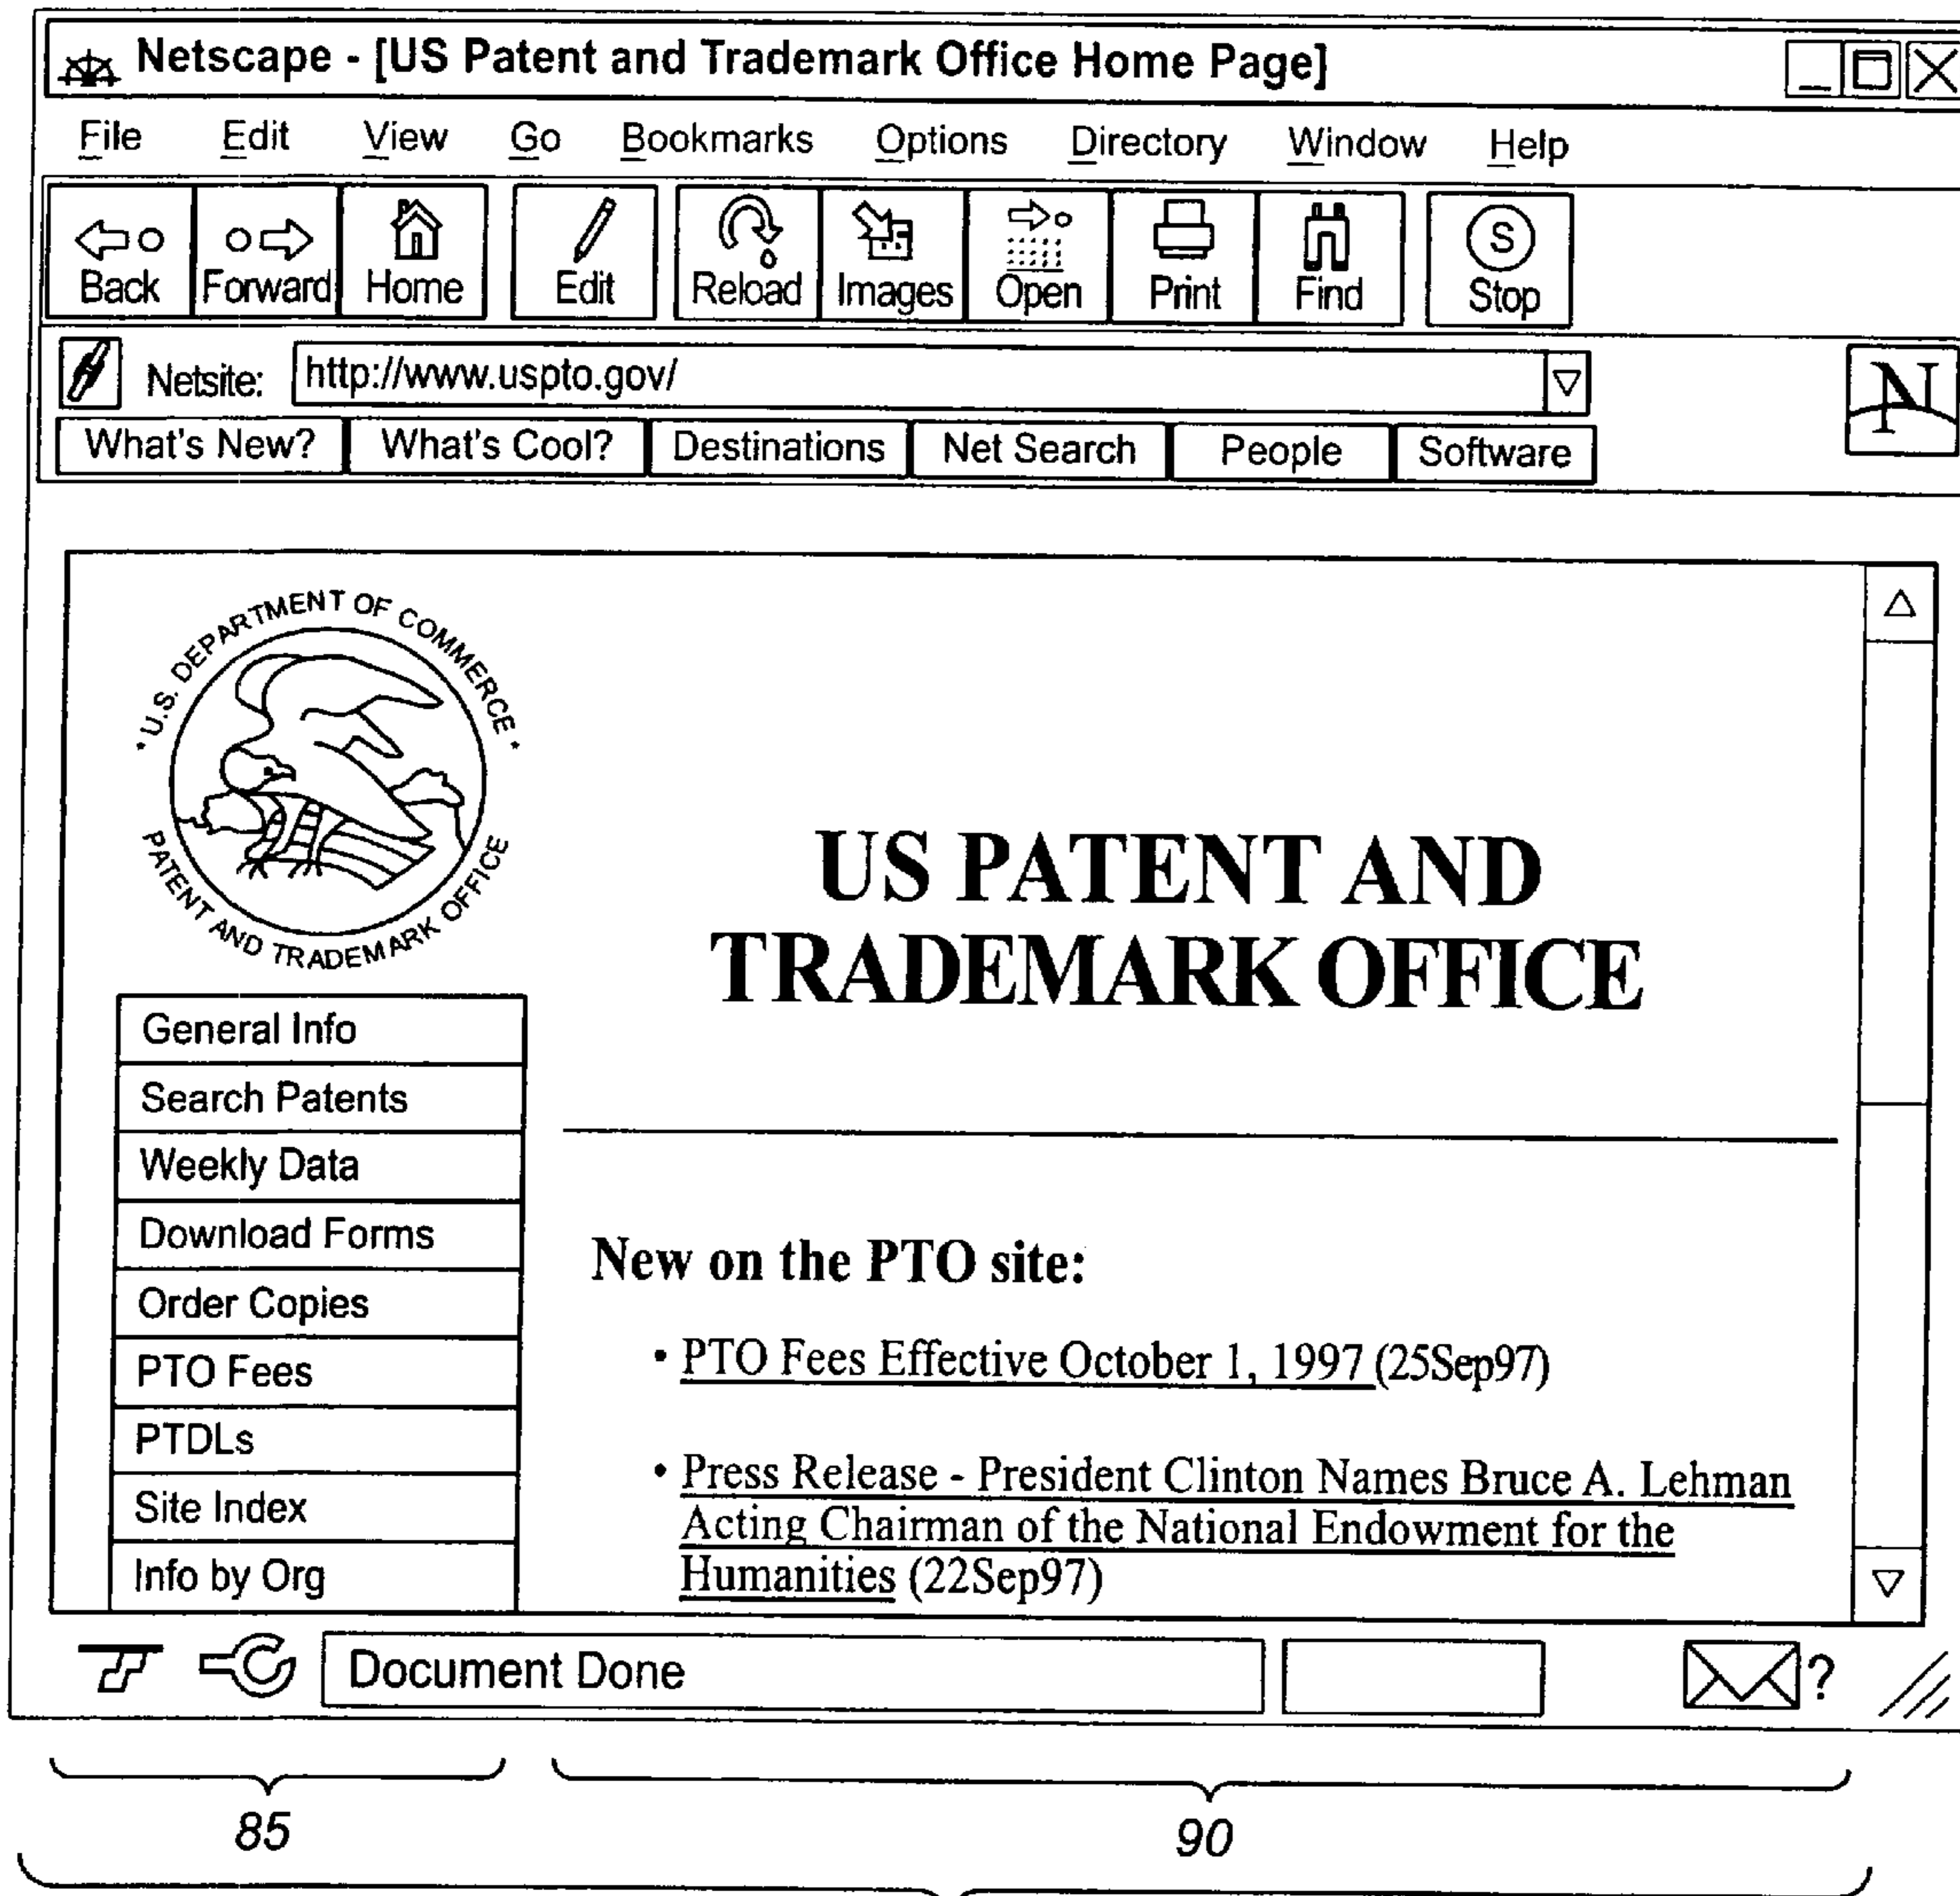 Netscape - [US Patent and Trademark Office Home Page]
File Edit View Go Bookmarks Options Directory Window Help
Back Forward Home Edit Reload Images Open Print Find Stop
S
Netsite: http://www.uspto.gov/
N
What's New? What's Cool? Destinations Net Search People Software
* U.S. DEPARTMENT OF COMMERCE *
PATENT AND TRADEMARK OFFICE
US PATENT AND
TRADEMARK OFFICE
General Info
Search Patents
Weekly Data
Download Forms
Order Copies
PTO Fees
PTDLs
Site Index
Info by Org
New on the PTO site:
• PTO Fees Effective October 1, 1997 (25Sep97)
• Press Release - President Clinton Names Bruce A. Lehman
Acting Chairman of the National Endowment for the
Humanities (22Sep97)
Document Done
?
85 90